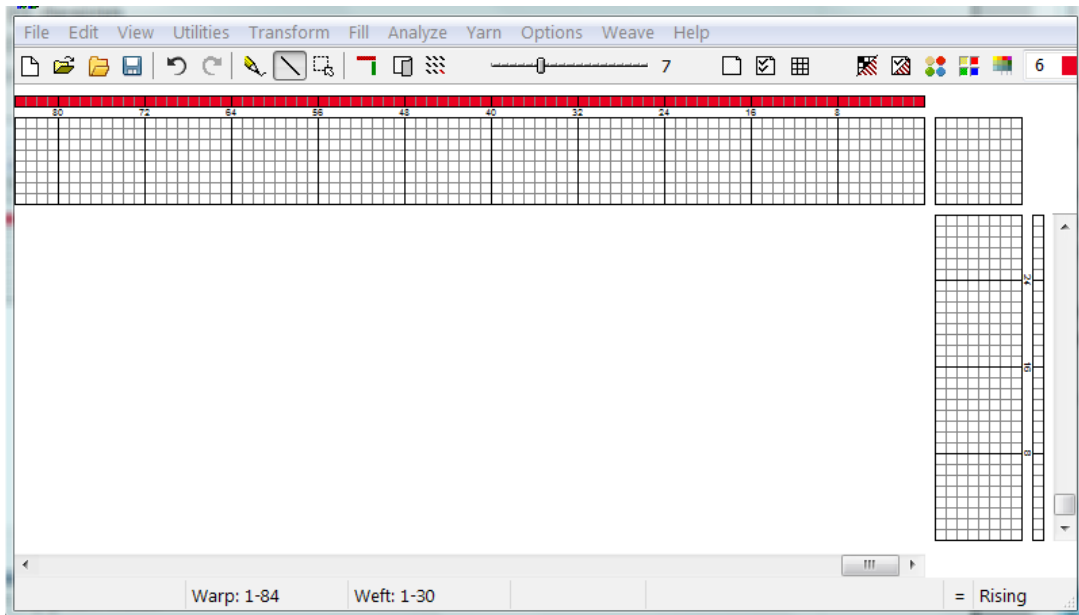 File Edit View Utilities Transform Fill Analyze Yarn Options Weave Help
7 6
80 72 64 56 48 40 32 24 16 8
24
16
8
Warp: 1-84 Weft: 1-30 = Rising